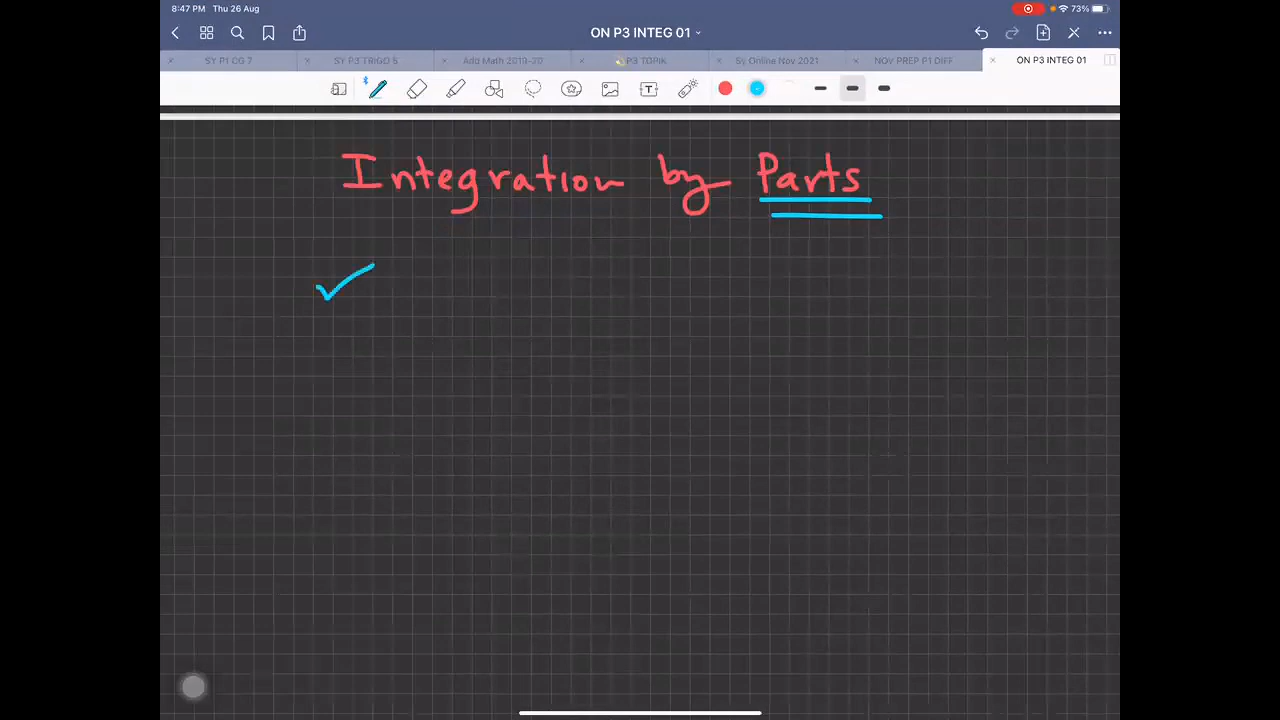 8:47 PM Thu 26 Aug
73%
ON P3 INTEG 01
SY P1 CG 7
SY P3 TRIGO 5
Add Math 2019-20
P3 TOPIK
Sy Online Nov 2021
NOV PREP P1 DIFF
ON P3 INTEG 01
Integration by Parts